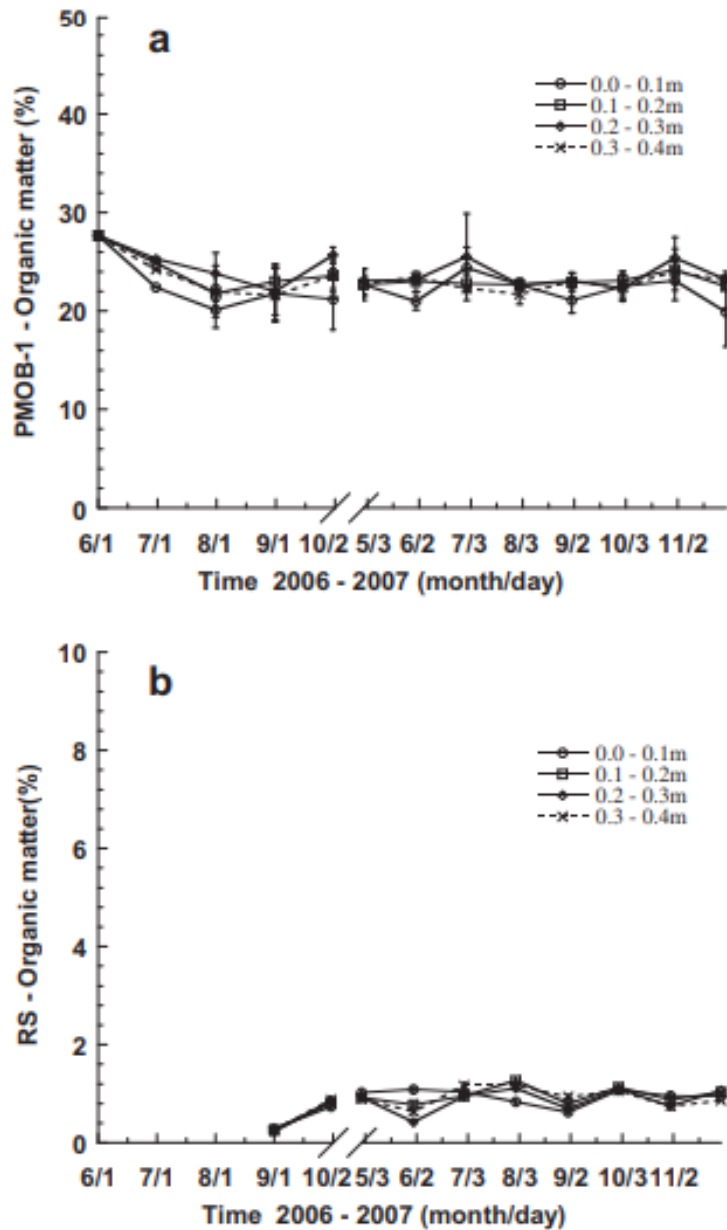 a
PMOB-1 - Organic matter (%)
50
40
30
20
10
0
0.0 - 0.1m
0.1 - 0.2m
0.2 - 0.3m
0.3 - 0.4m
6/1 7/1 8/1 9/1 10/2 5/3 6/2 7/3 8/3 9/2 10/3 11/2
Time 2006 - 2007 (month/day)
b
RS - Organic matter(%)
10
8
6
4
2
0
0.0 - 0.1m
0.1 - 0.2m
0.2 - 0.3m
0.3 - 0.4m
6/1 7/1 8/1 9/1 10/2 5/3 6/2 7/3 8/3 9/2 10/3 11/2
Time 2006 - 2007 (month/day)